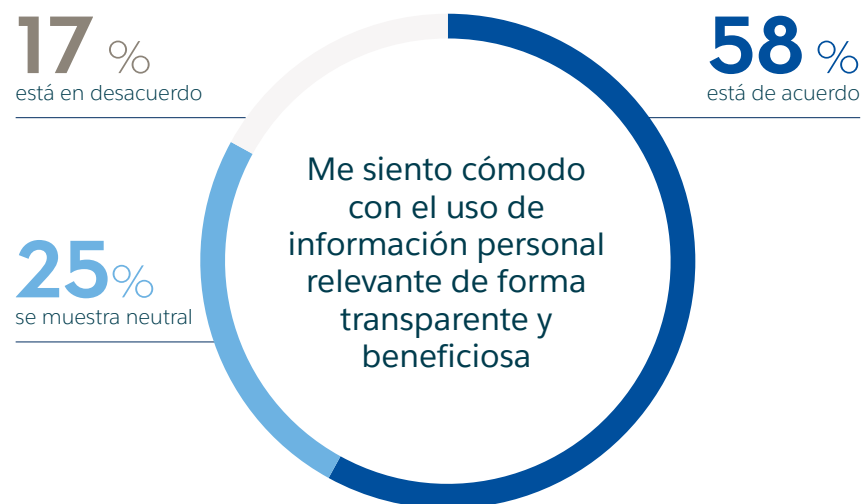 17 %
está en desacuerdo
58 %
está de acuerdo
25%
se muestra neutral
Me siento cómodo
con el uso de
información personal
relevante de forma
transparente y
beneficiosa